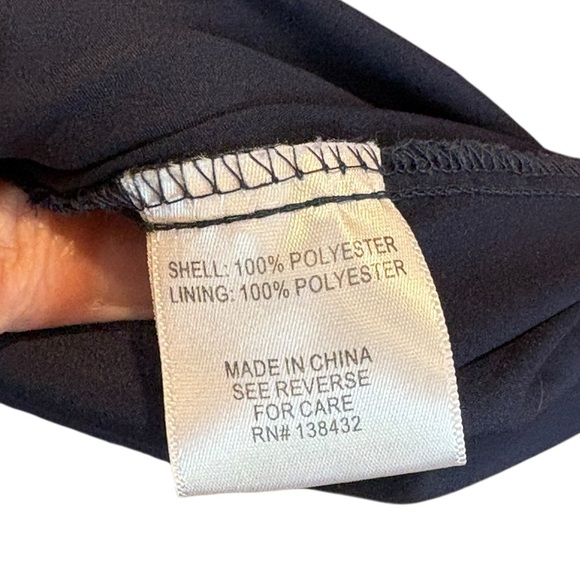 SHELL: 100% POLYESTER
LINING: 100% POLYESTER
MADE IN CHINA
SEE REVERSE
FOR CARE
RN# 138432